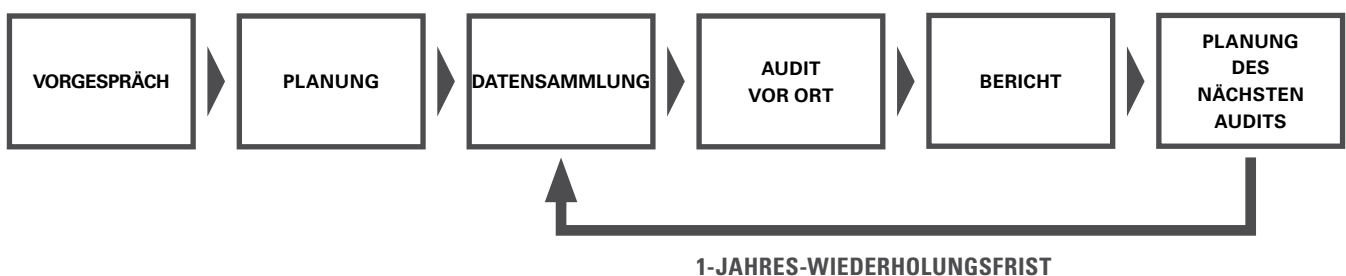 VORGESPRÄCH
PLANUNG
DATENSAMMLUNG
AUDIT
VOR ORT
BERICHT
PLANUNG
DES
NÄCHSTEN
AUDITS
1-JAHRES-WIEDERHOLUNGSFRIST